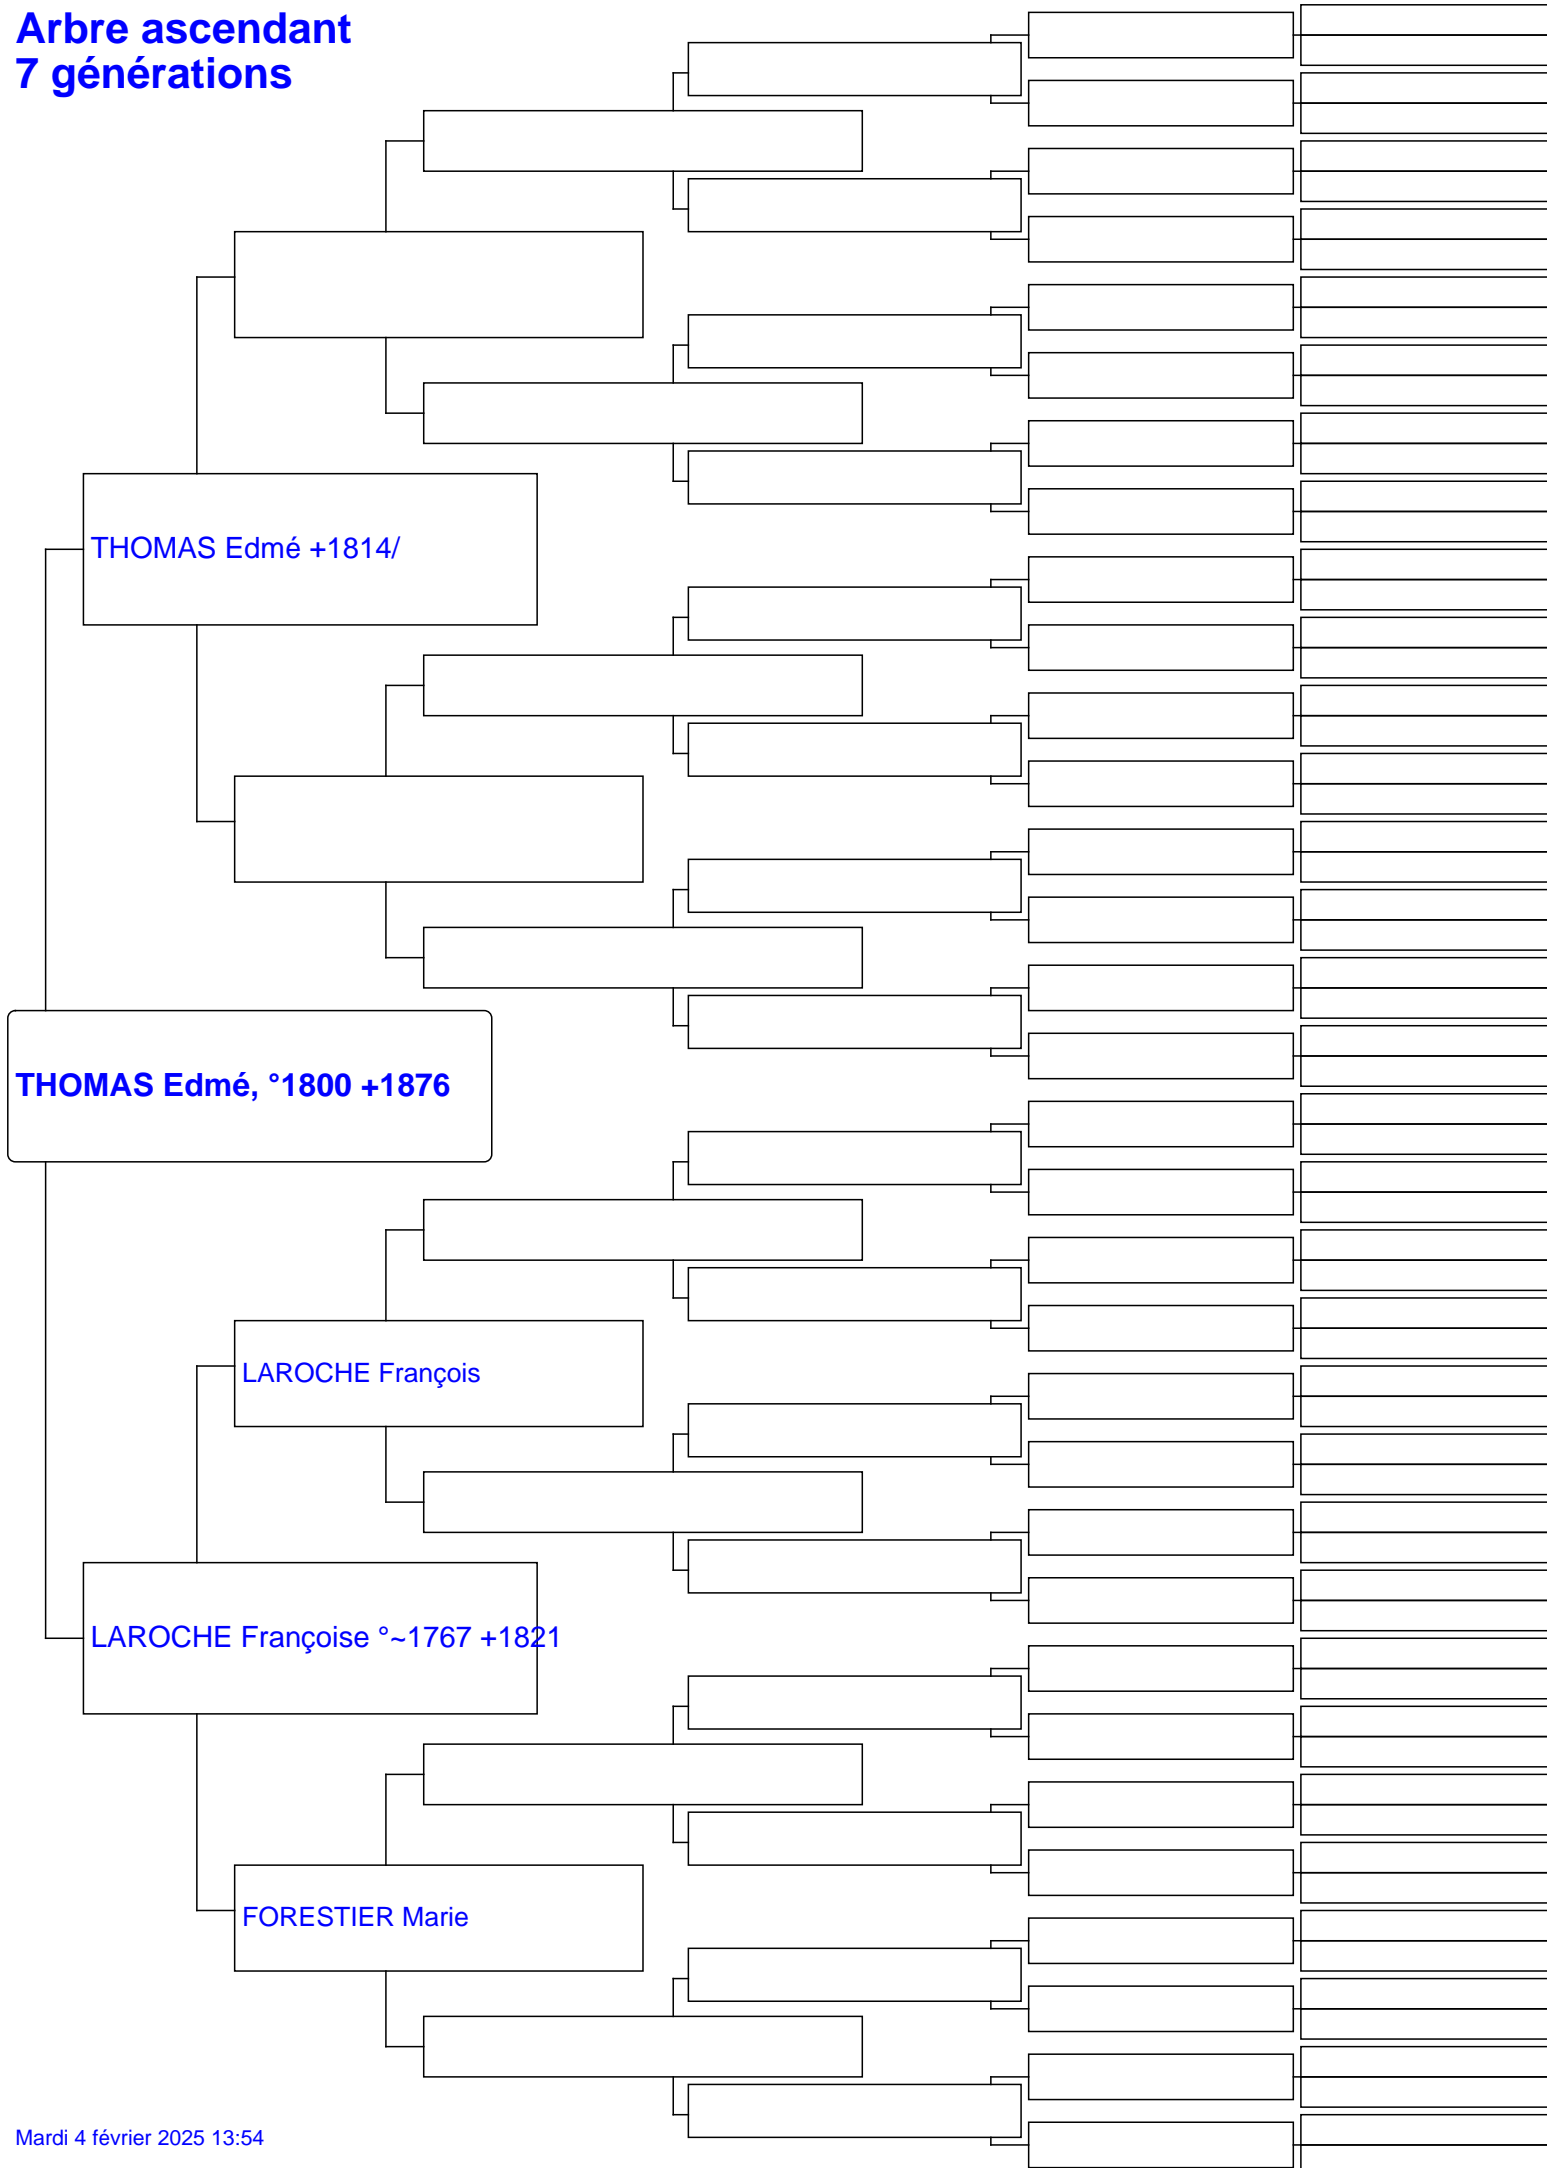 Arbre ascendant
7 générations
THOMAS Edmé +1814/
THOMAS Edmé, °1800 +1876
LAROCHE François
LAROCHE Françoise °~1767 +1821
FORESTIER Marie
Mardi 4 février 2025 13:54